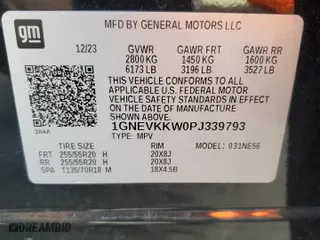 gm
MFD BY GENERAL MOTORS LLC
12/23 GVWR GAWR FRT GAWR RR
2800 KG 1450 KG 1600 KG
6173 LB 3196 LB 3527 LB
THIS VEHICLE CONFORMS TO ALL
APPLICABLE U.S. FEDERAL MOTOR
VEHICLE SAFETY STANDARDS IN EFFECT
ON THE DATE OF MANUFACTURE SHOWN ABOVE.
1GNEVKKW0PJ339793
TYPE: MPV MODEL: 031NE56
TIRE SIZE RIM
FRT 255/55R20 H 20X8J
RR 255/55R20 H 20X8J
SPA T135/70R18 M 18X4.5B
DREAMBID